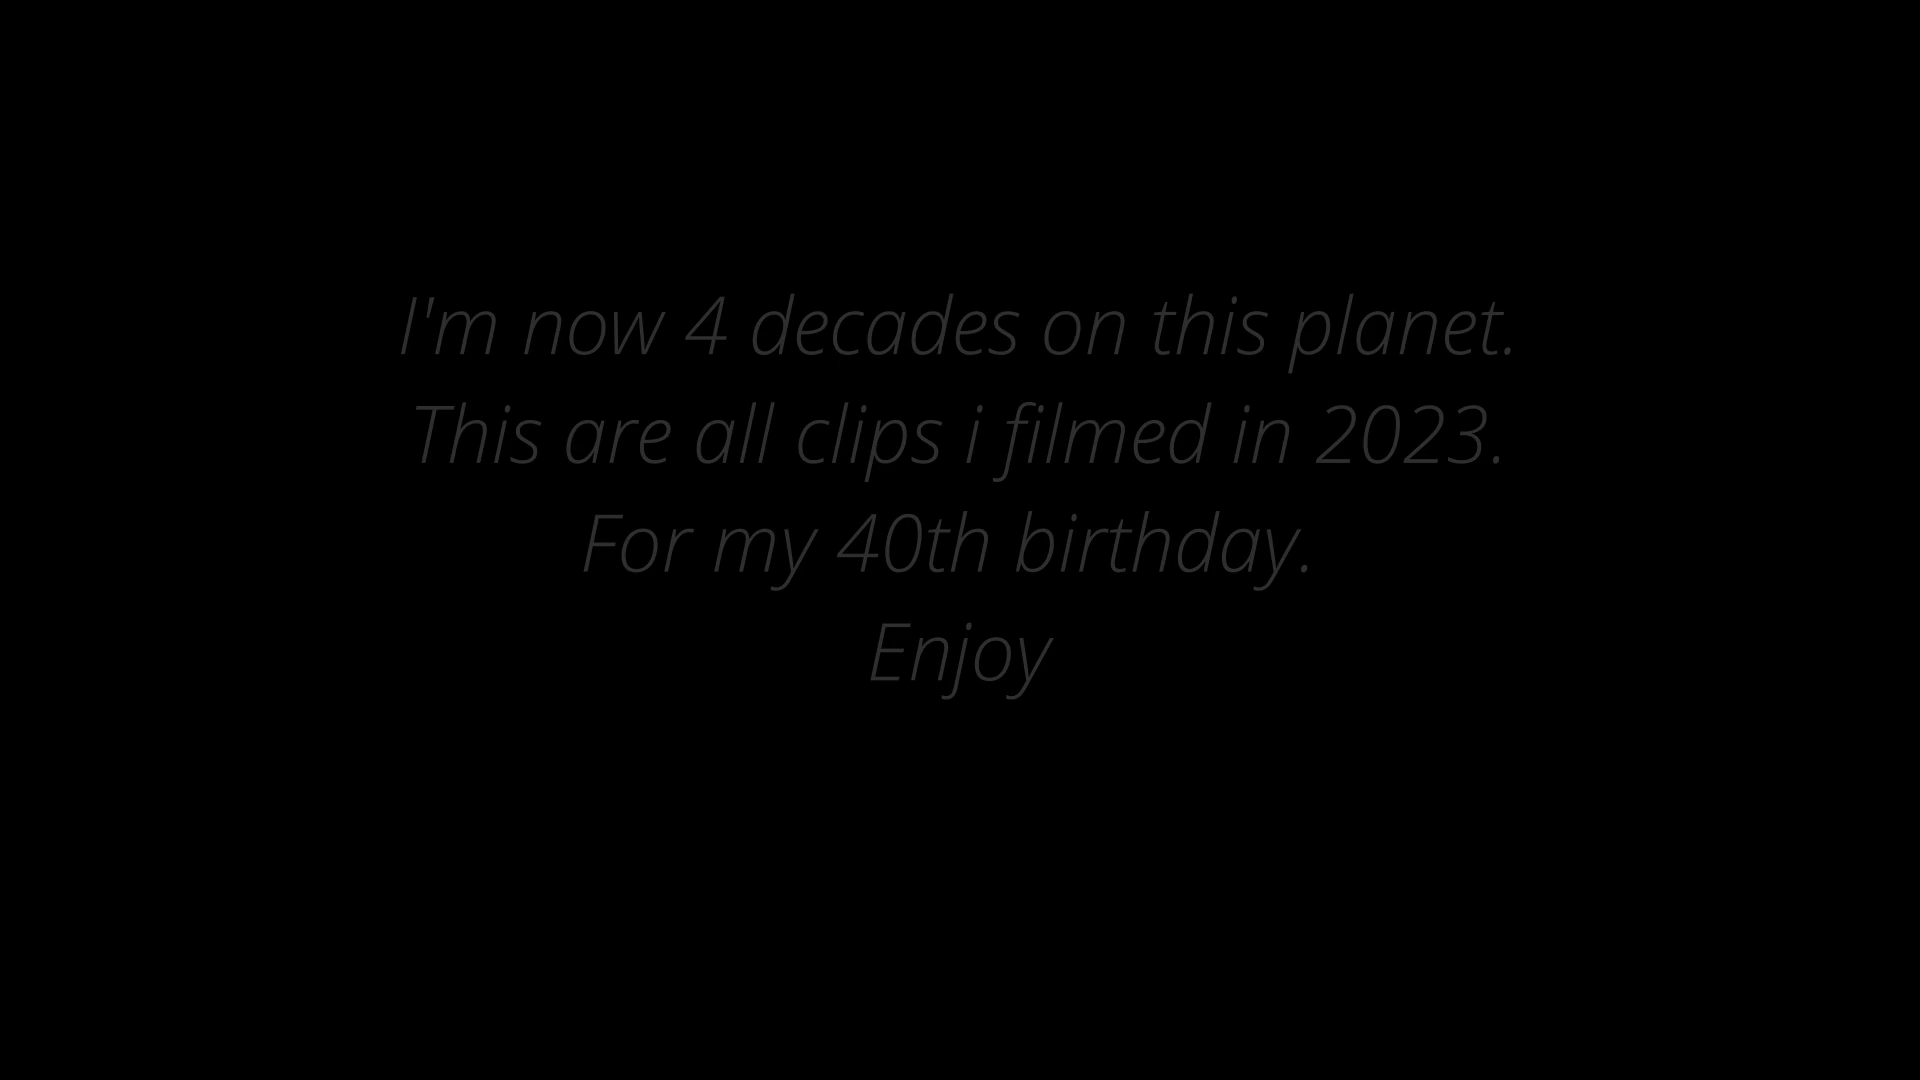 I'm now 4 decades on this planet.
This are all clips i filmed in 2023.
For my 40th birthday.
Enjoy